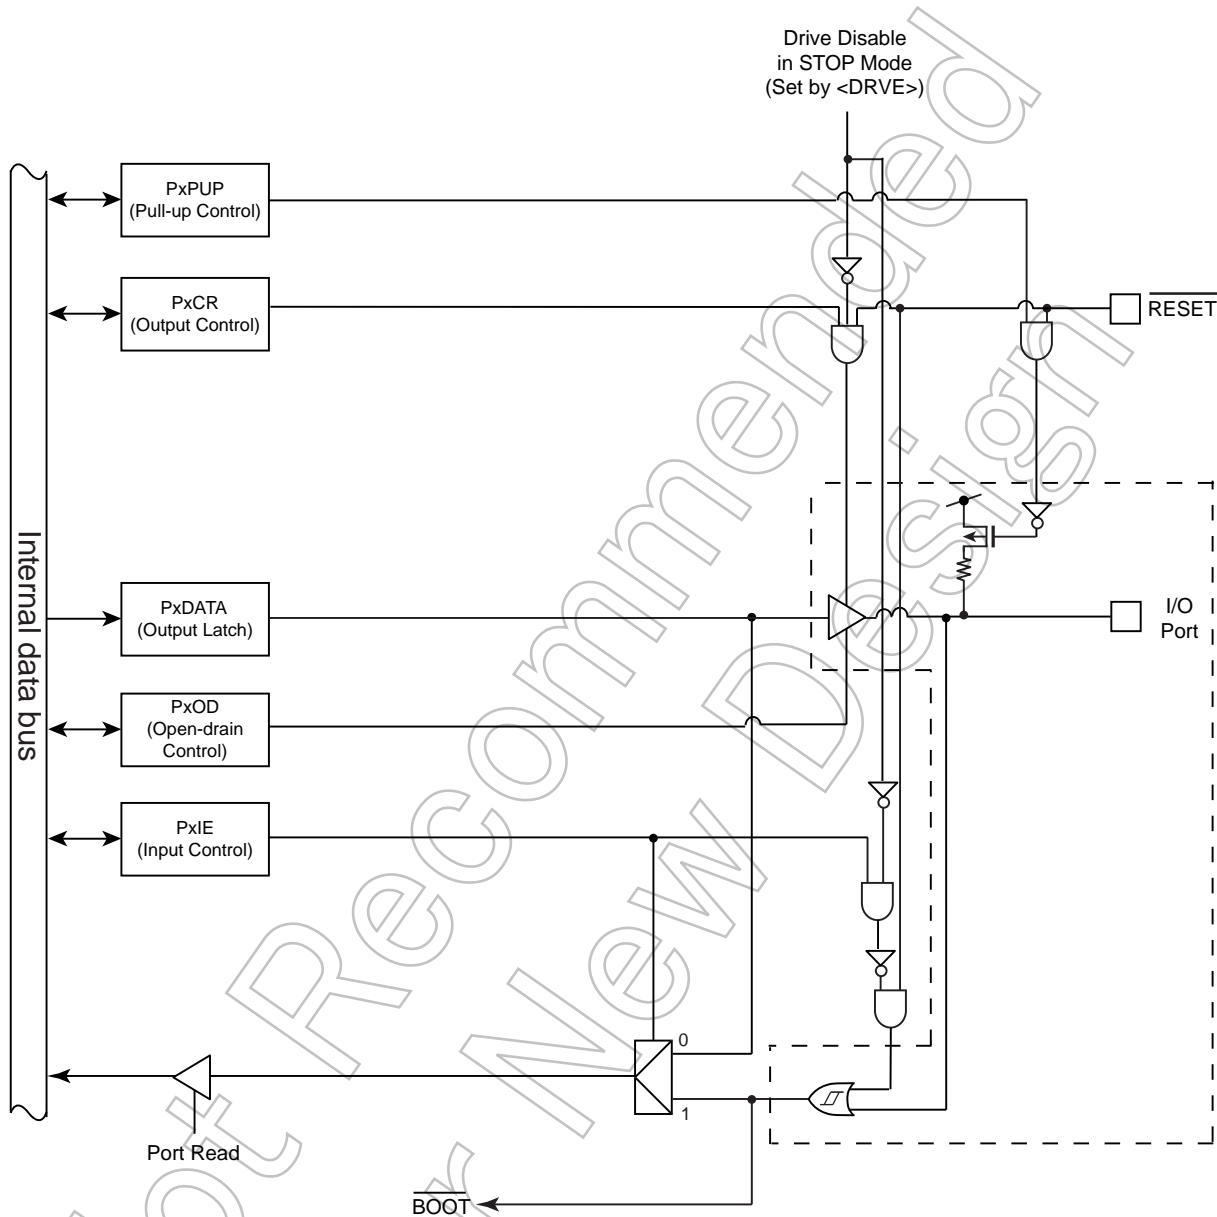 Drive Disable
in STOP Mode
(Set by <DRVE>)
PxPUP
(Pull-up Control)
PxCR
(Output Control)
RESET
Internal data bus
PxDATA
(Output Latch)
I/O
Port
PxOD
(Open-drain
Control)
PxIE
(Input Control)
0
1
Port Read
BOOT
Not Recommended
r New Design